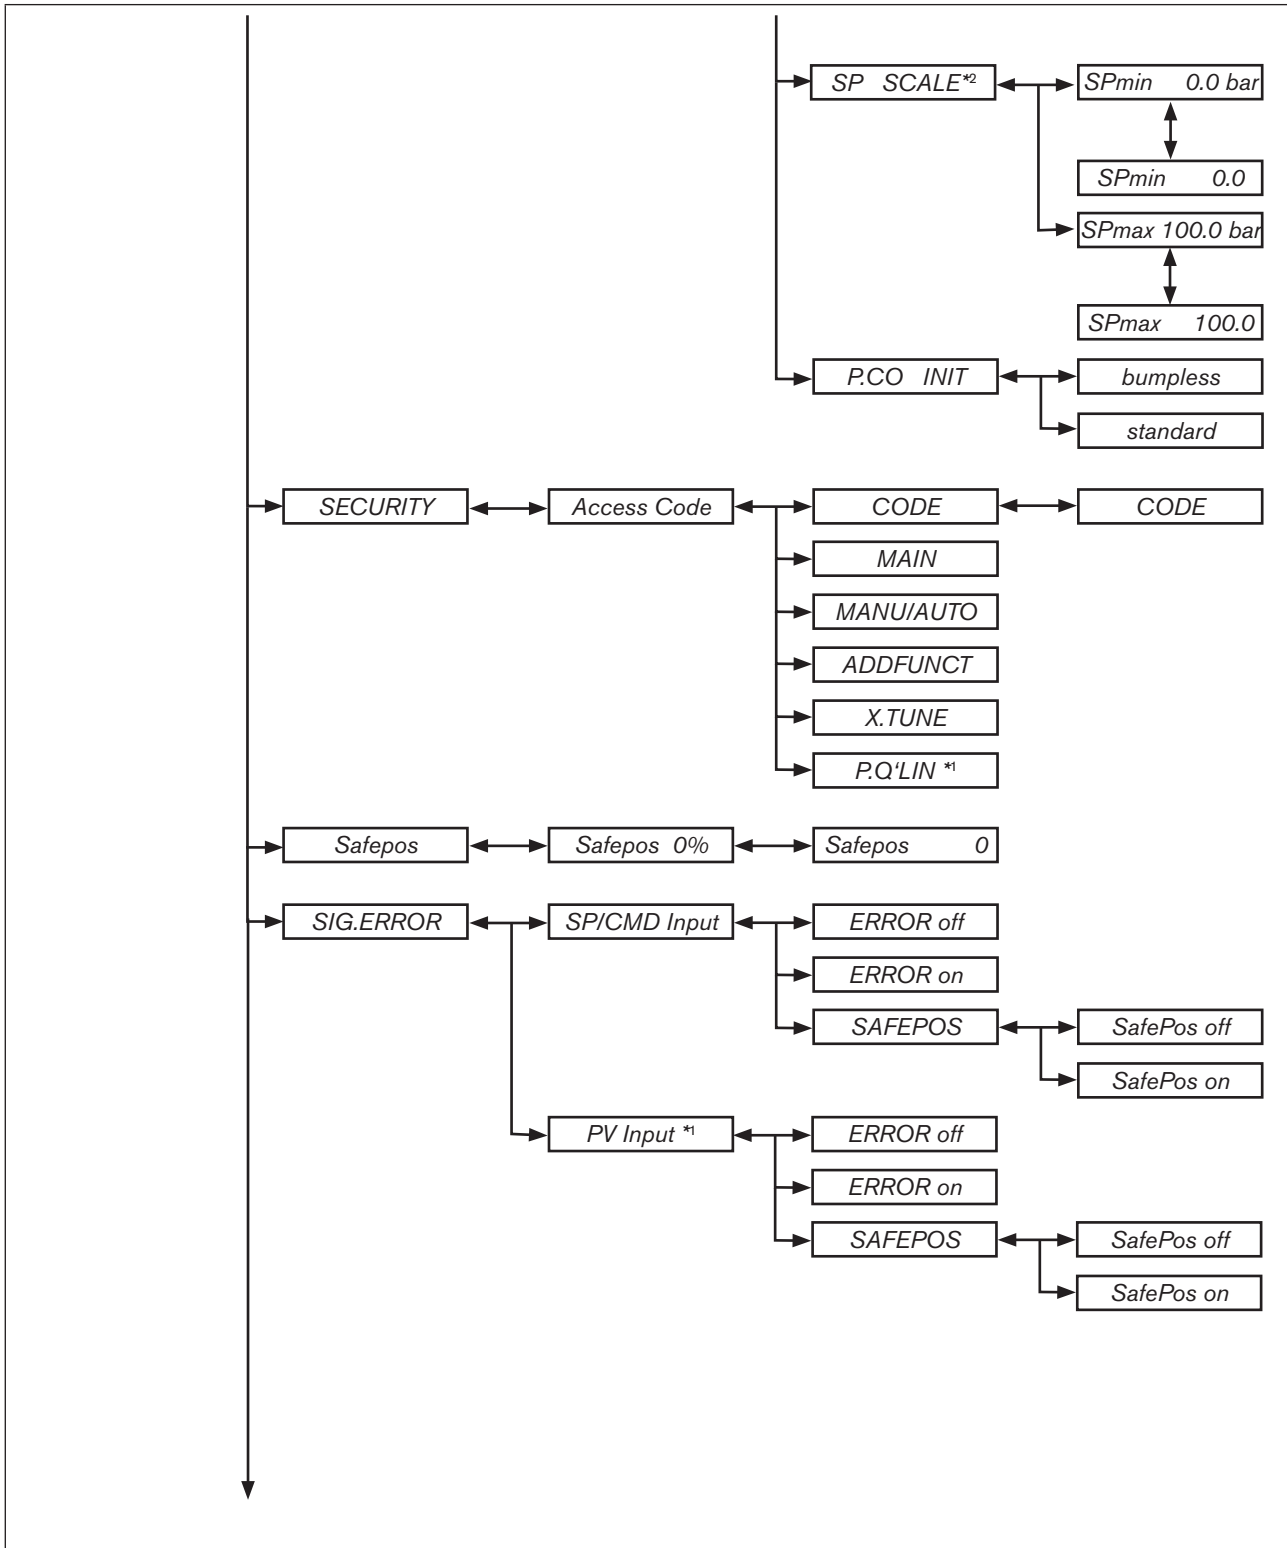 SP SCALE*2
SPmin 0.0 bar
SPmin 0.0
SPmax 100.0 bar
SPmax 100.0
P.CO INIT
bumpless
standard
SECURITY
Access Code
CODE
CODE
MAIN
MANU/AUTO
ADDFUNCT
X.TUNE
P.Q'LIN *1
Safepos
Safepos 0%
Safepos 0
SIG.ERROR
SP/CMD Input
ERROR off
ERROR on
SAFEPOS
SafePos off
SafePos on
PV Input *1
ERROR off
ERROR on
SAFEPOS
SafePos off
SafePos on